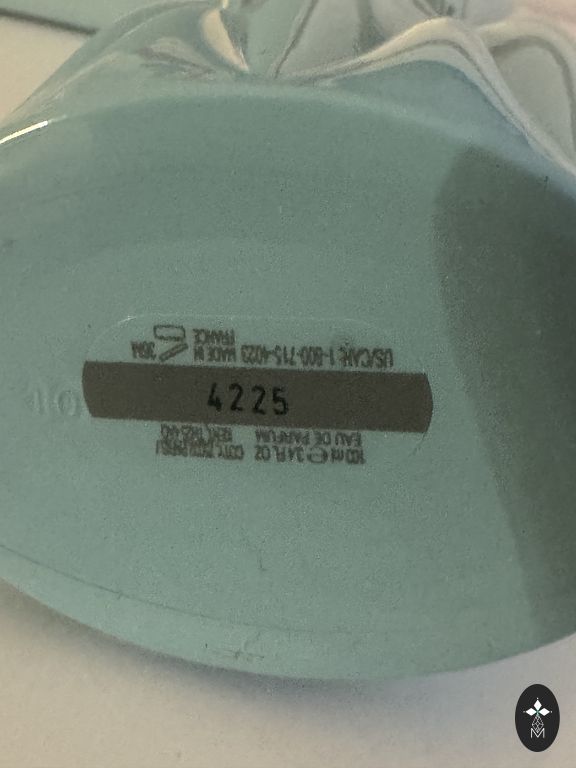 4225
US/CAN: 1-800-715-4023 MADE IN
FRANCE
100 ml e 3.4 FL OZ
EAU DE PARFUM
10
M